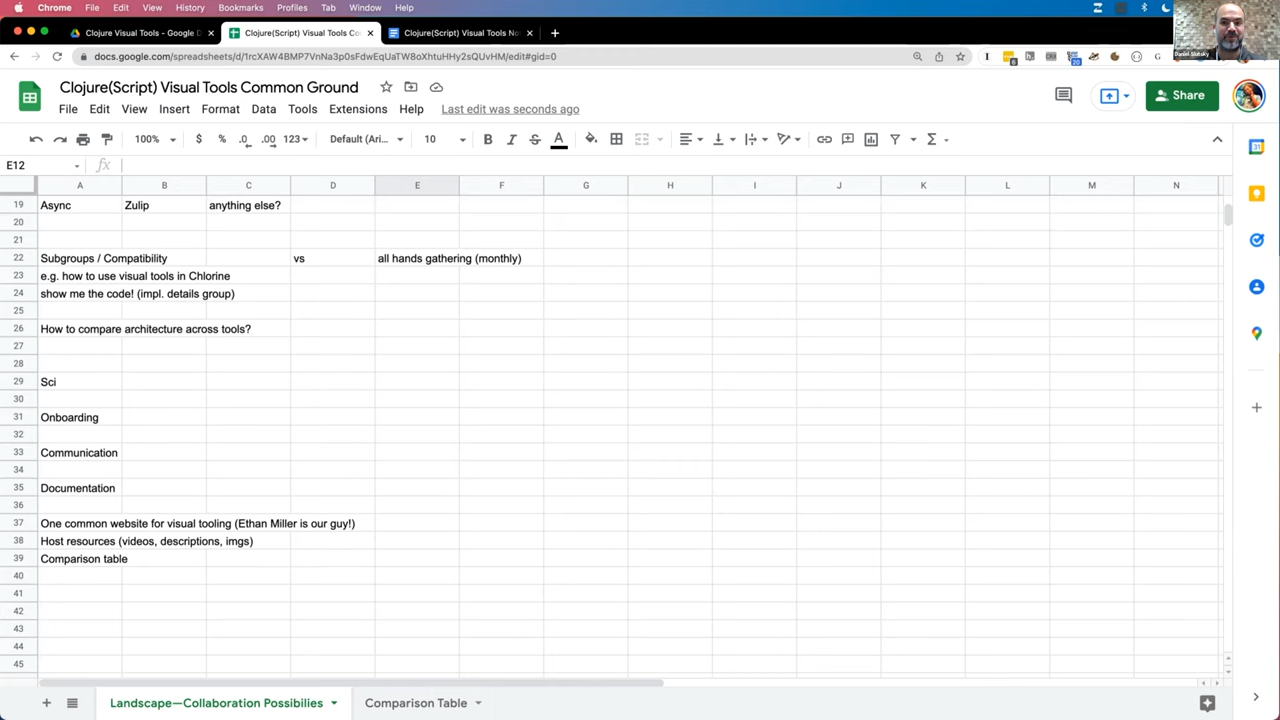 Chrome File Edit View History Bookmarks Profiles Tab Window Help
Clojure Visual Tools - Google D
Clojure(Script) Visual Tools Co
Clojure(Script) Visual Tools No
docs.google.com/spreadsheets/d/1rcXAW4BMP7VnNa3p0sFdwEqUaTW8oXhtuHHy2sQUvHM/edit#gid=0
Daniel Slutsky
Clojure(Script) Visual Tools Common Ground
File Edit View Insert Format Data Tools Extensions Help Last edit was seconds ago
Share
100% $ % .0 .00 123 Default (Ari... 10 B I S A
E12 fx
A B C D E F G H I J K L M N
19 Async Zulip anything else?
20
21
22 Subgroups / Compatibility vs all hands gathering (monthly)
23 e.g. how to use visual tools in Chlorine
24 show me the code! (impl. details group)
25
26 How to compare architecture across tools?
27
28
29 Sci
30
31 Onboarding
32
33 Communication
34
35 Documentation
36
37 One common website for visual tooling (Ethan Miller is our guy!)
38 Host resources (videos, descriptions, imgs)
39 Comparison table
40
41
42
43
44
45
Landscape—Collaboration Possibilies Comparison Table